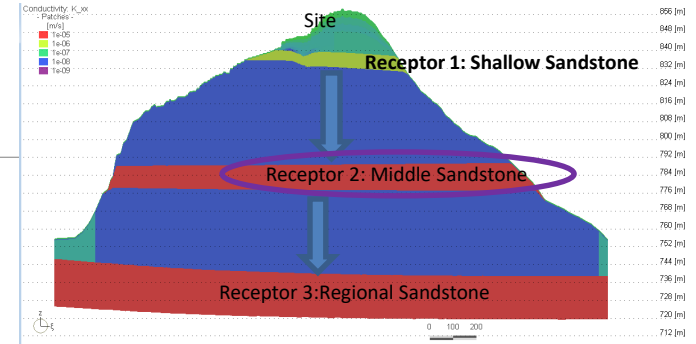 Conductivity: K_xx
- Patches -
[m/s]
1e-05
1e-06
1e-07
1e-08
1e-09
Site
Receptor 1: Shallow Sandstone
Receptor 2: Middle Sandstone
Receptor 3:Regional Sandstone
856 [m]
848 [m]
840 [m]
832 [m]
824 [m]
816 [m]
808 [m]
800 [m]
792 [m]
784 [m]
776 [m]
768 [m]
760 [m]
752 [m]
744 [m]
736 [m]
728 [m]
720 [m]
712 [m]
z
ξ
0 100 200